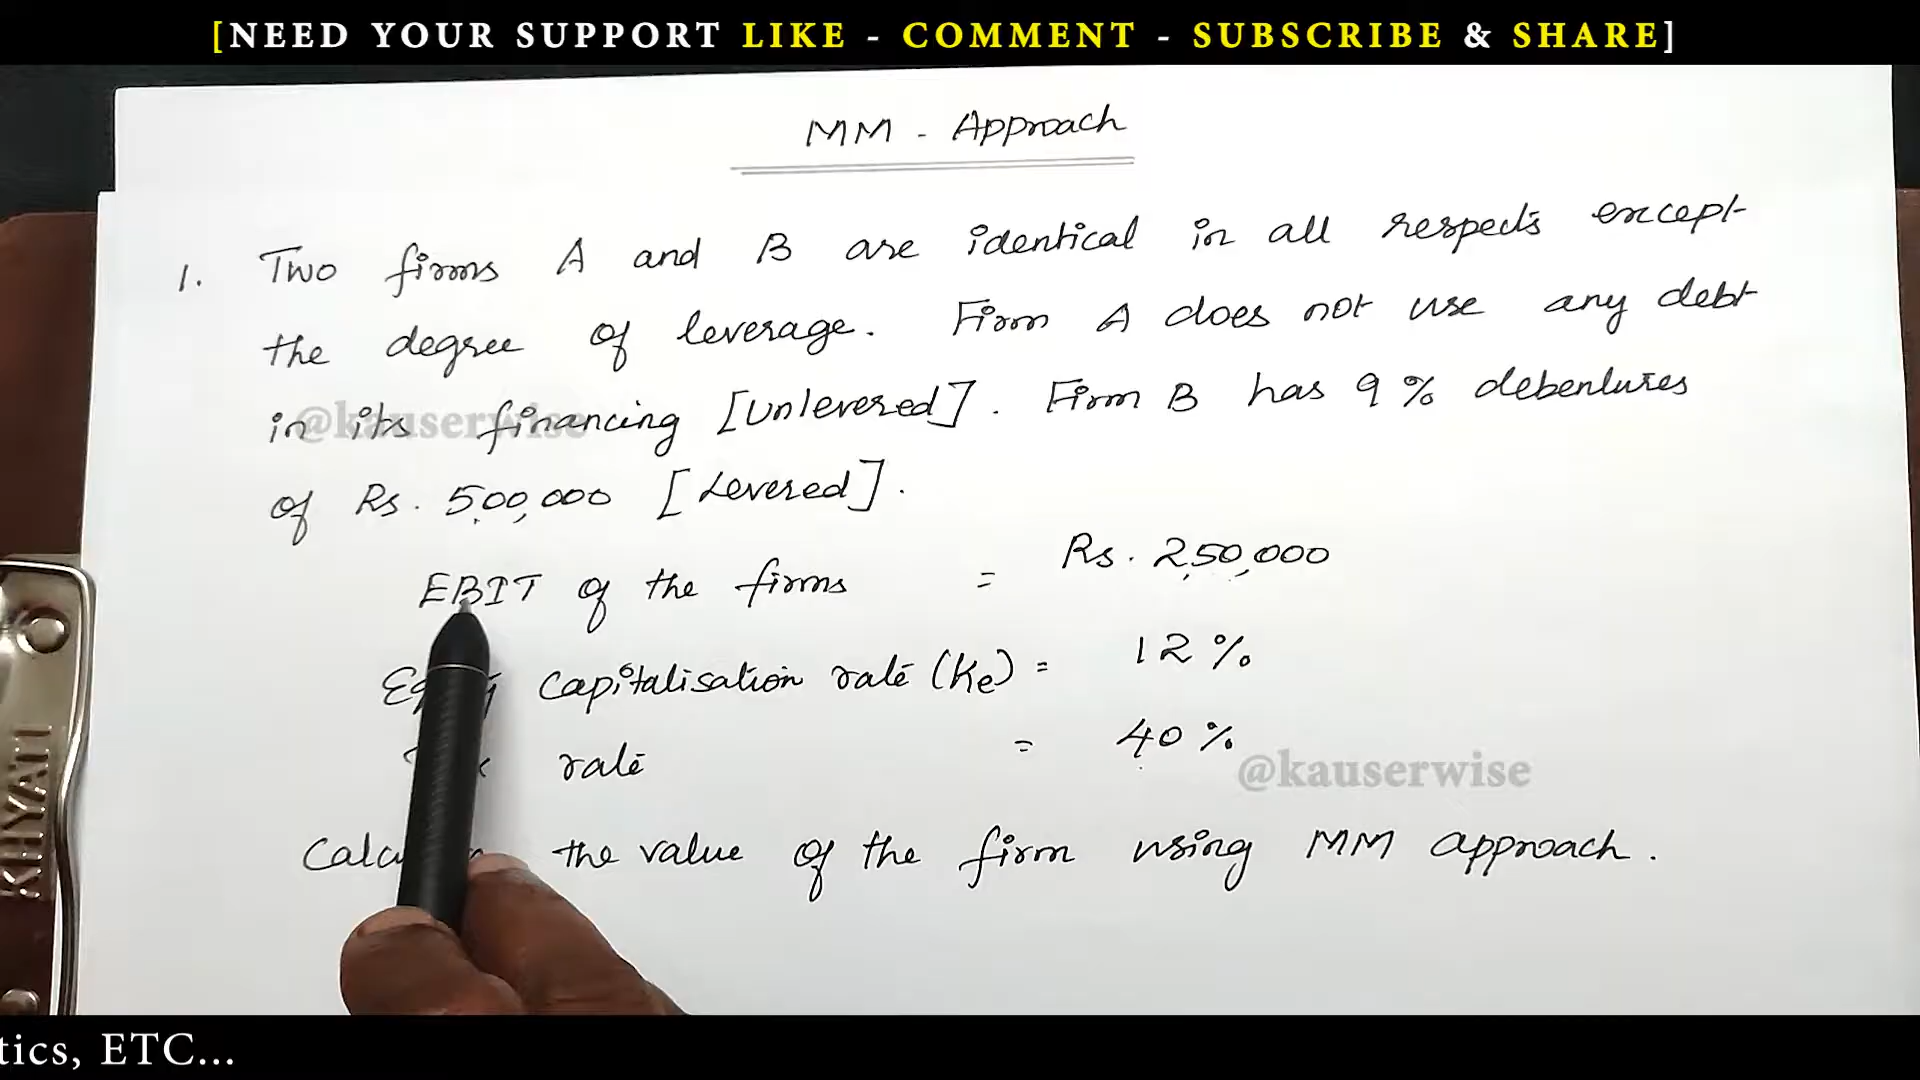 [NEED YOUR SUPPORT LIKE - COMMENT - SUBSCRIBE & SHARE]
MM - Approach
1. Two firms A and B are identical in all respects except
the degree of leverage. Firm A does not use any debt
in its financing [Unlevered]. Firm B has 9% debentures
@kauserwise
of Rs. 5,00,000 [Levered].
EBIT of the firms = Rs. 2,50,000
capitalisation rate (Ke) = 12%
rate = 40%
@kauserwise
the value of the firm using MM approach.
KHYATI
tics, ETC...